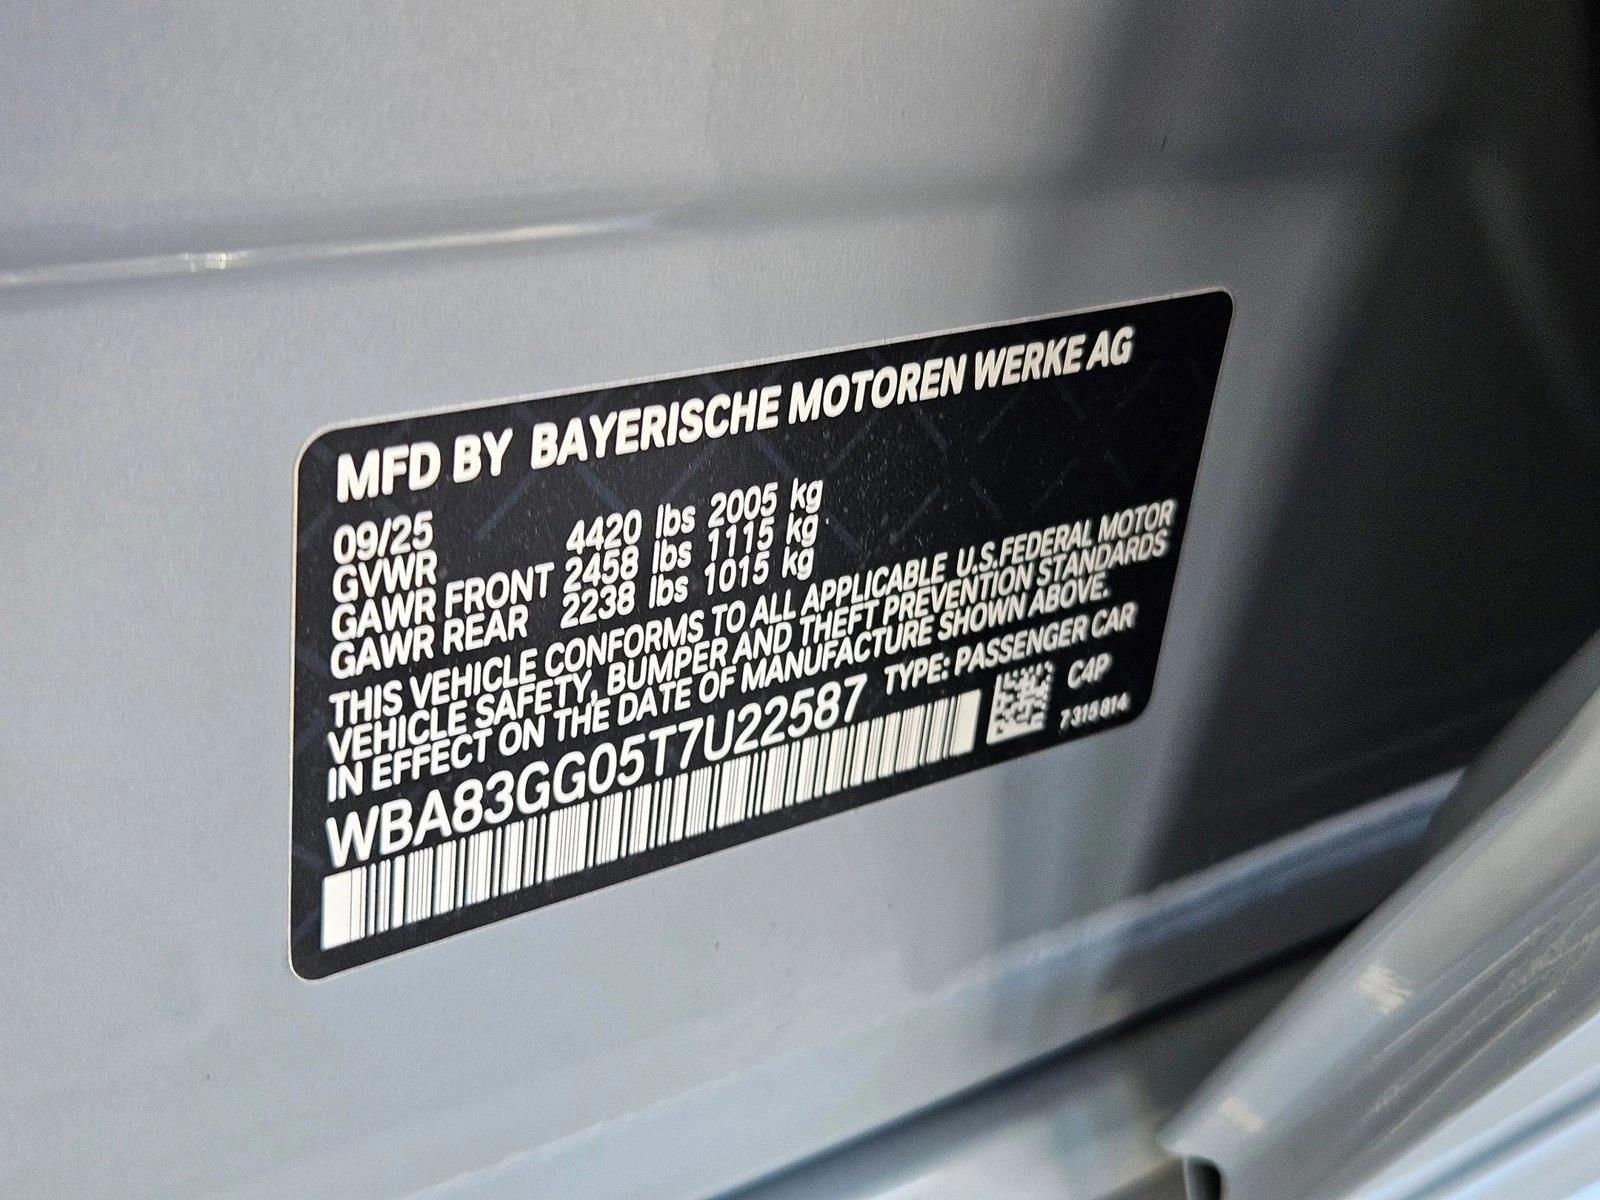 MFD BY BAYERISCHE MOTOREN WERKE AG
09/25
GVWR 4420 lbs 2005 kg
GAWR FRONT 2458 lbs 1115 kg
GAWR REAR 2238 lbs 1015 kg
THIS VEHICLE CONFORMS TO ALL APPLICABLE U.S.FEDERAL MOTOR
VEHICLE SAFETY, BUMPER AND THEFT PREVENTION STANDARDS
IN EFFECT ON THE DATE OF MANUFACTURE SHOWN ABOVE.
WBA83GG05T7U22587 TYPE: PASSENGER CAR
C4P
7 315 814